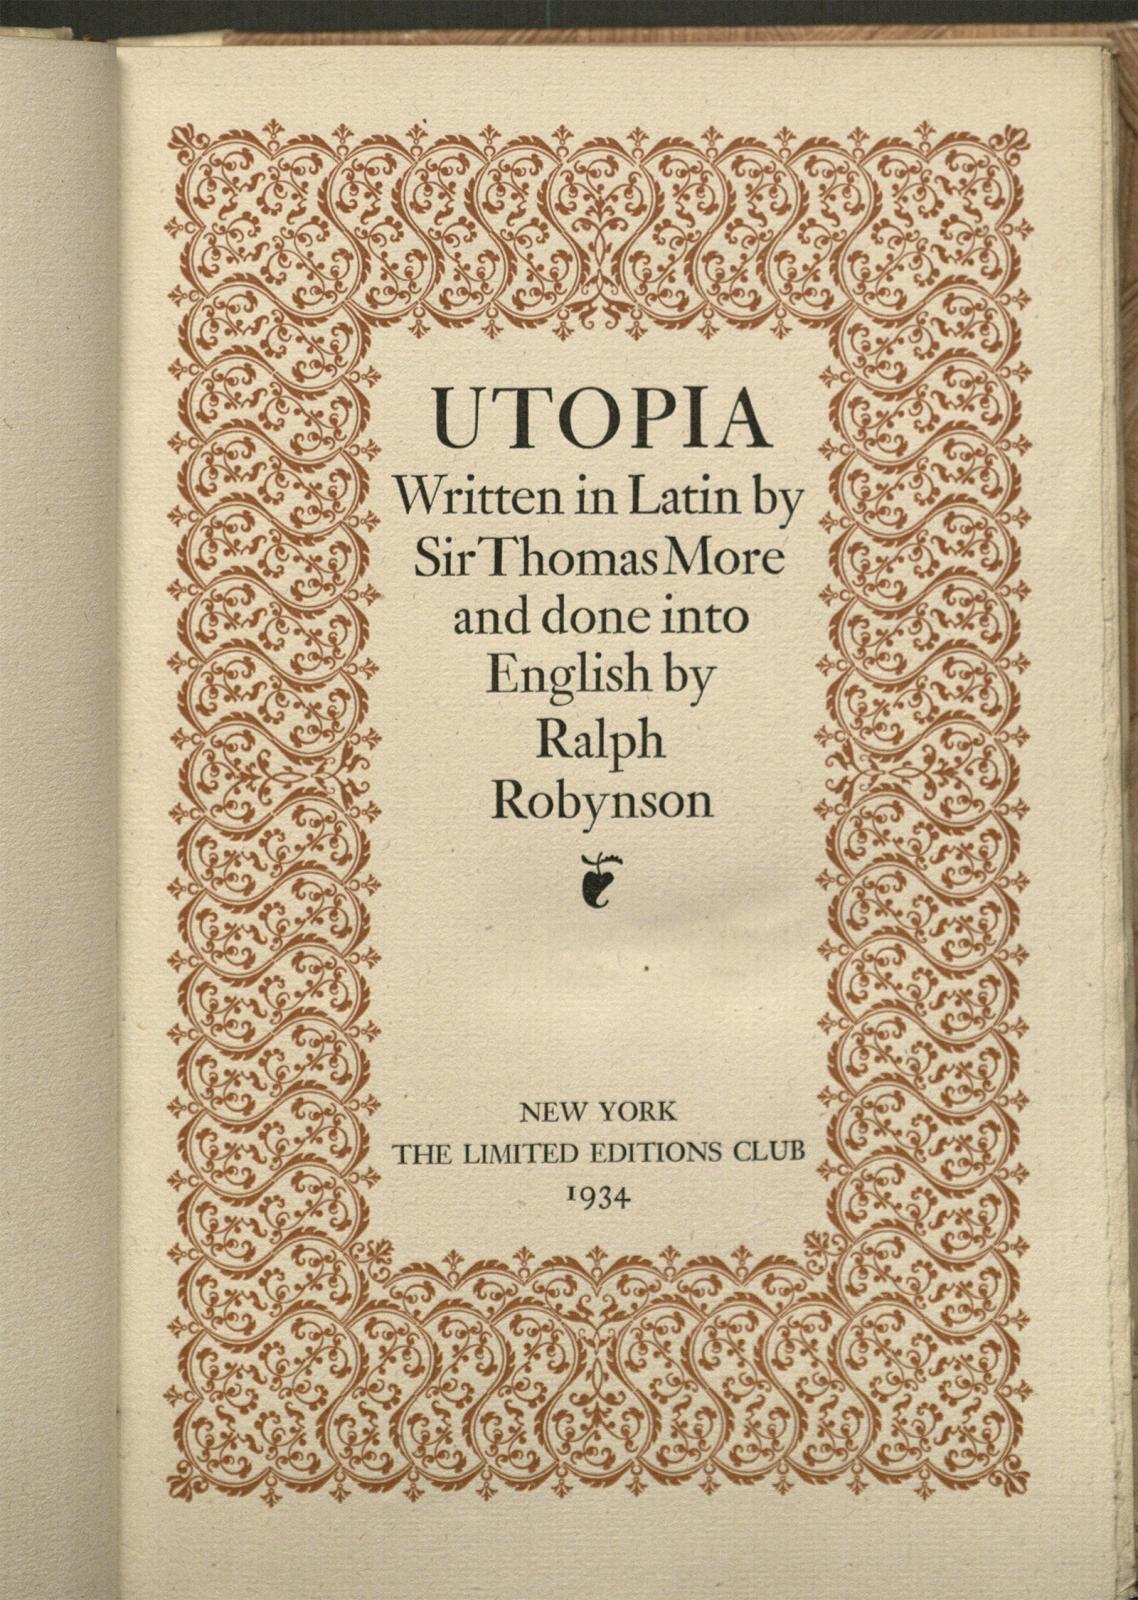 UTOPIA
Written in Latin by
Sir Thomas More
and done into
English by
Ralph
Robynson
NEW YORK
THE LIMITED EDITIONS CLUB
1934